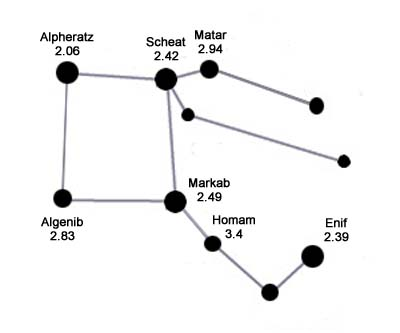 Alpheratz
2.06
Scheat
2.42
Matar
2.94
Algenib
2.83
Markab
2.49
Homam
3.4
Enif
2.39